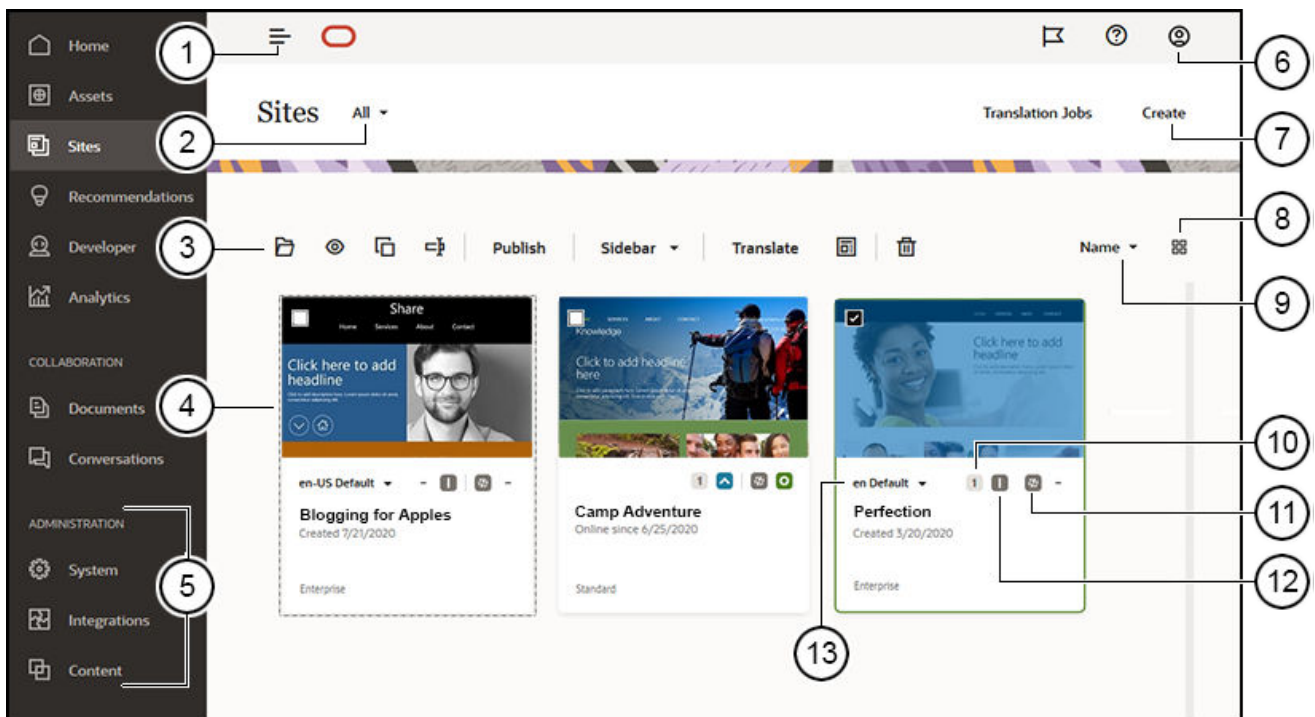 Home
Assets
Sites
Recommendations
Developer
Analytics
COLLABORATION
Documents
Conversations
ADMINISTRATION
System
Integrations
Content
1
2
3
4
5
6
7
8
9
10
11
12
13
Sites All
Translation Jobs Create
Publish Sidebar Translate
Name
Share
Home Services About Contact
Click here to add
headline
en-US Default - -
Blogging for Apples
Created 7/21/2020
Enterprise
SERVICES ABOUT CONTACT
Knowledge
Click to add headline
here
1
Camp Adventure
Online since 6/25/2020
Standard
Click here to add
headline
en Default 1 -
Perfection
Created 3/20/2020
Enterprise